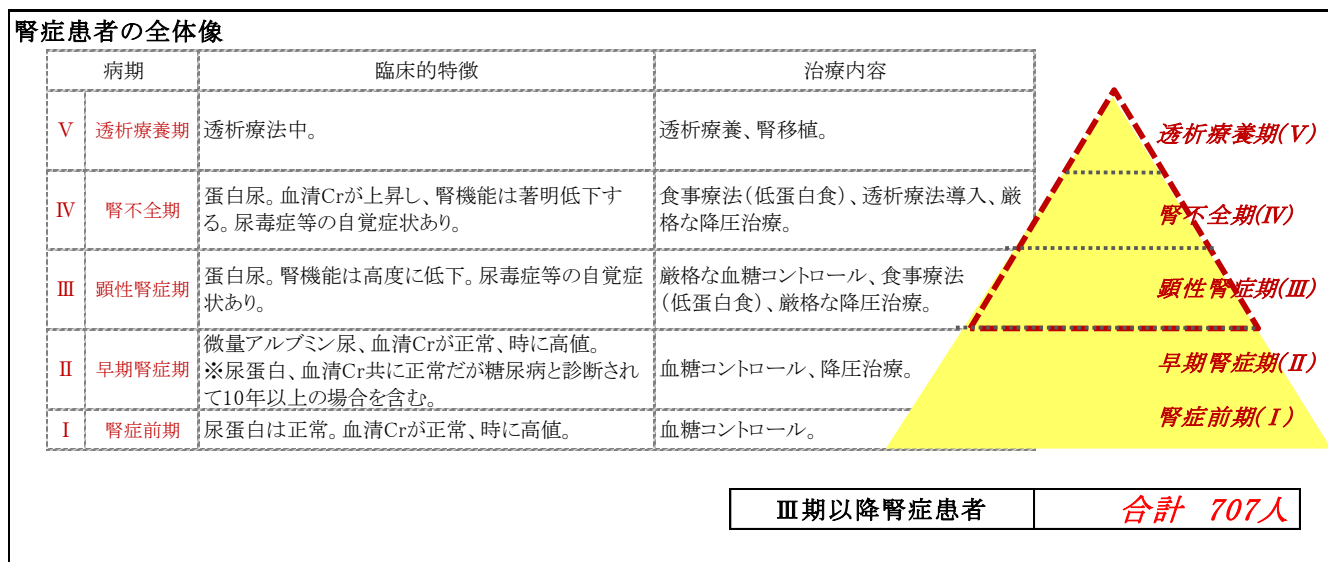 腎症患者の全体像
病期 臨床的特徴 治療内容
Ⅴ 透析療養期 透析療法中。 透析療養、腎移植。
Ⅳ 腎不全期 蛋白尿。血清Crが上昇し、腎機能は著明低下す
る。尿毒症等の自覚症状あり。
食事療法(低蛋白食)、透析療法導入、厳
格な降圧治療。
Ⅲ 顕性腎症期 蛋白尿。腎機能は高度に低下。尿毒症等の自覚症
状あり。
厳格な血糖コントロール、食事療法
(低蛋白食)、厳格な降圧治療。
Ⅱ 早期腎症期 微量アルブミン尿、血清Crが正常、時に高値。
※尿蛋白、血清Cr共に正常だが糖尿病と診断され
て10年以上の場合を含む。
血糖コントロール、降圧治療。
Ⅰ 腎症前期 尿蛋白は正常。血清Crが正常、時に高値。 血糖コントロール。
透析療養期(Ⅴ)
腎不全期(Ⅳ)
顕性腎症期(Ⅲ)
早期腎症期(Ⅱ)
腎症前期(Ⅰ)
Ⅲ期以降腎症患者 合計 707人